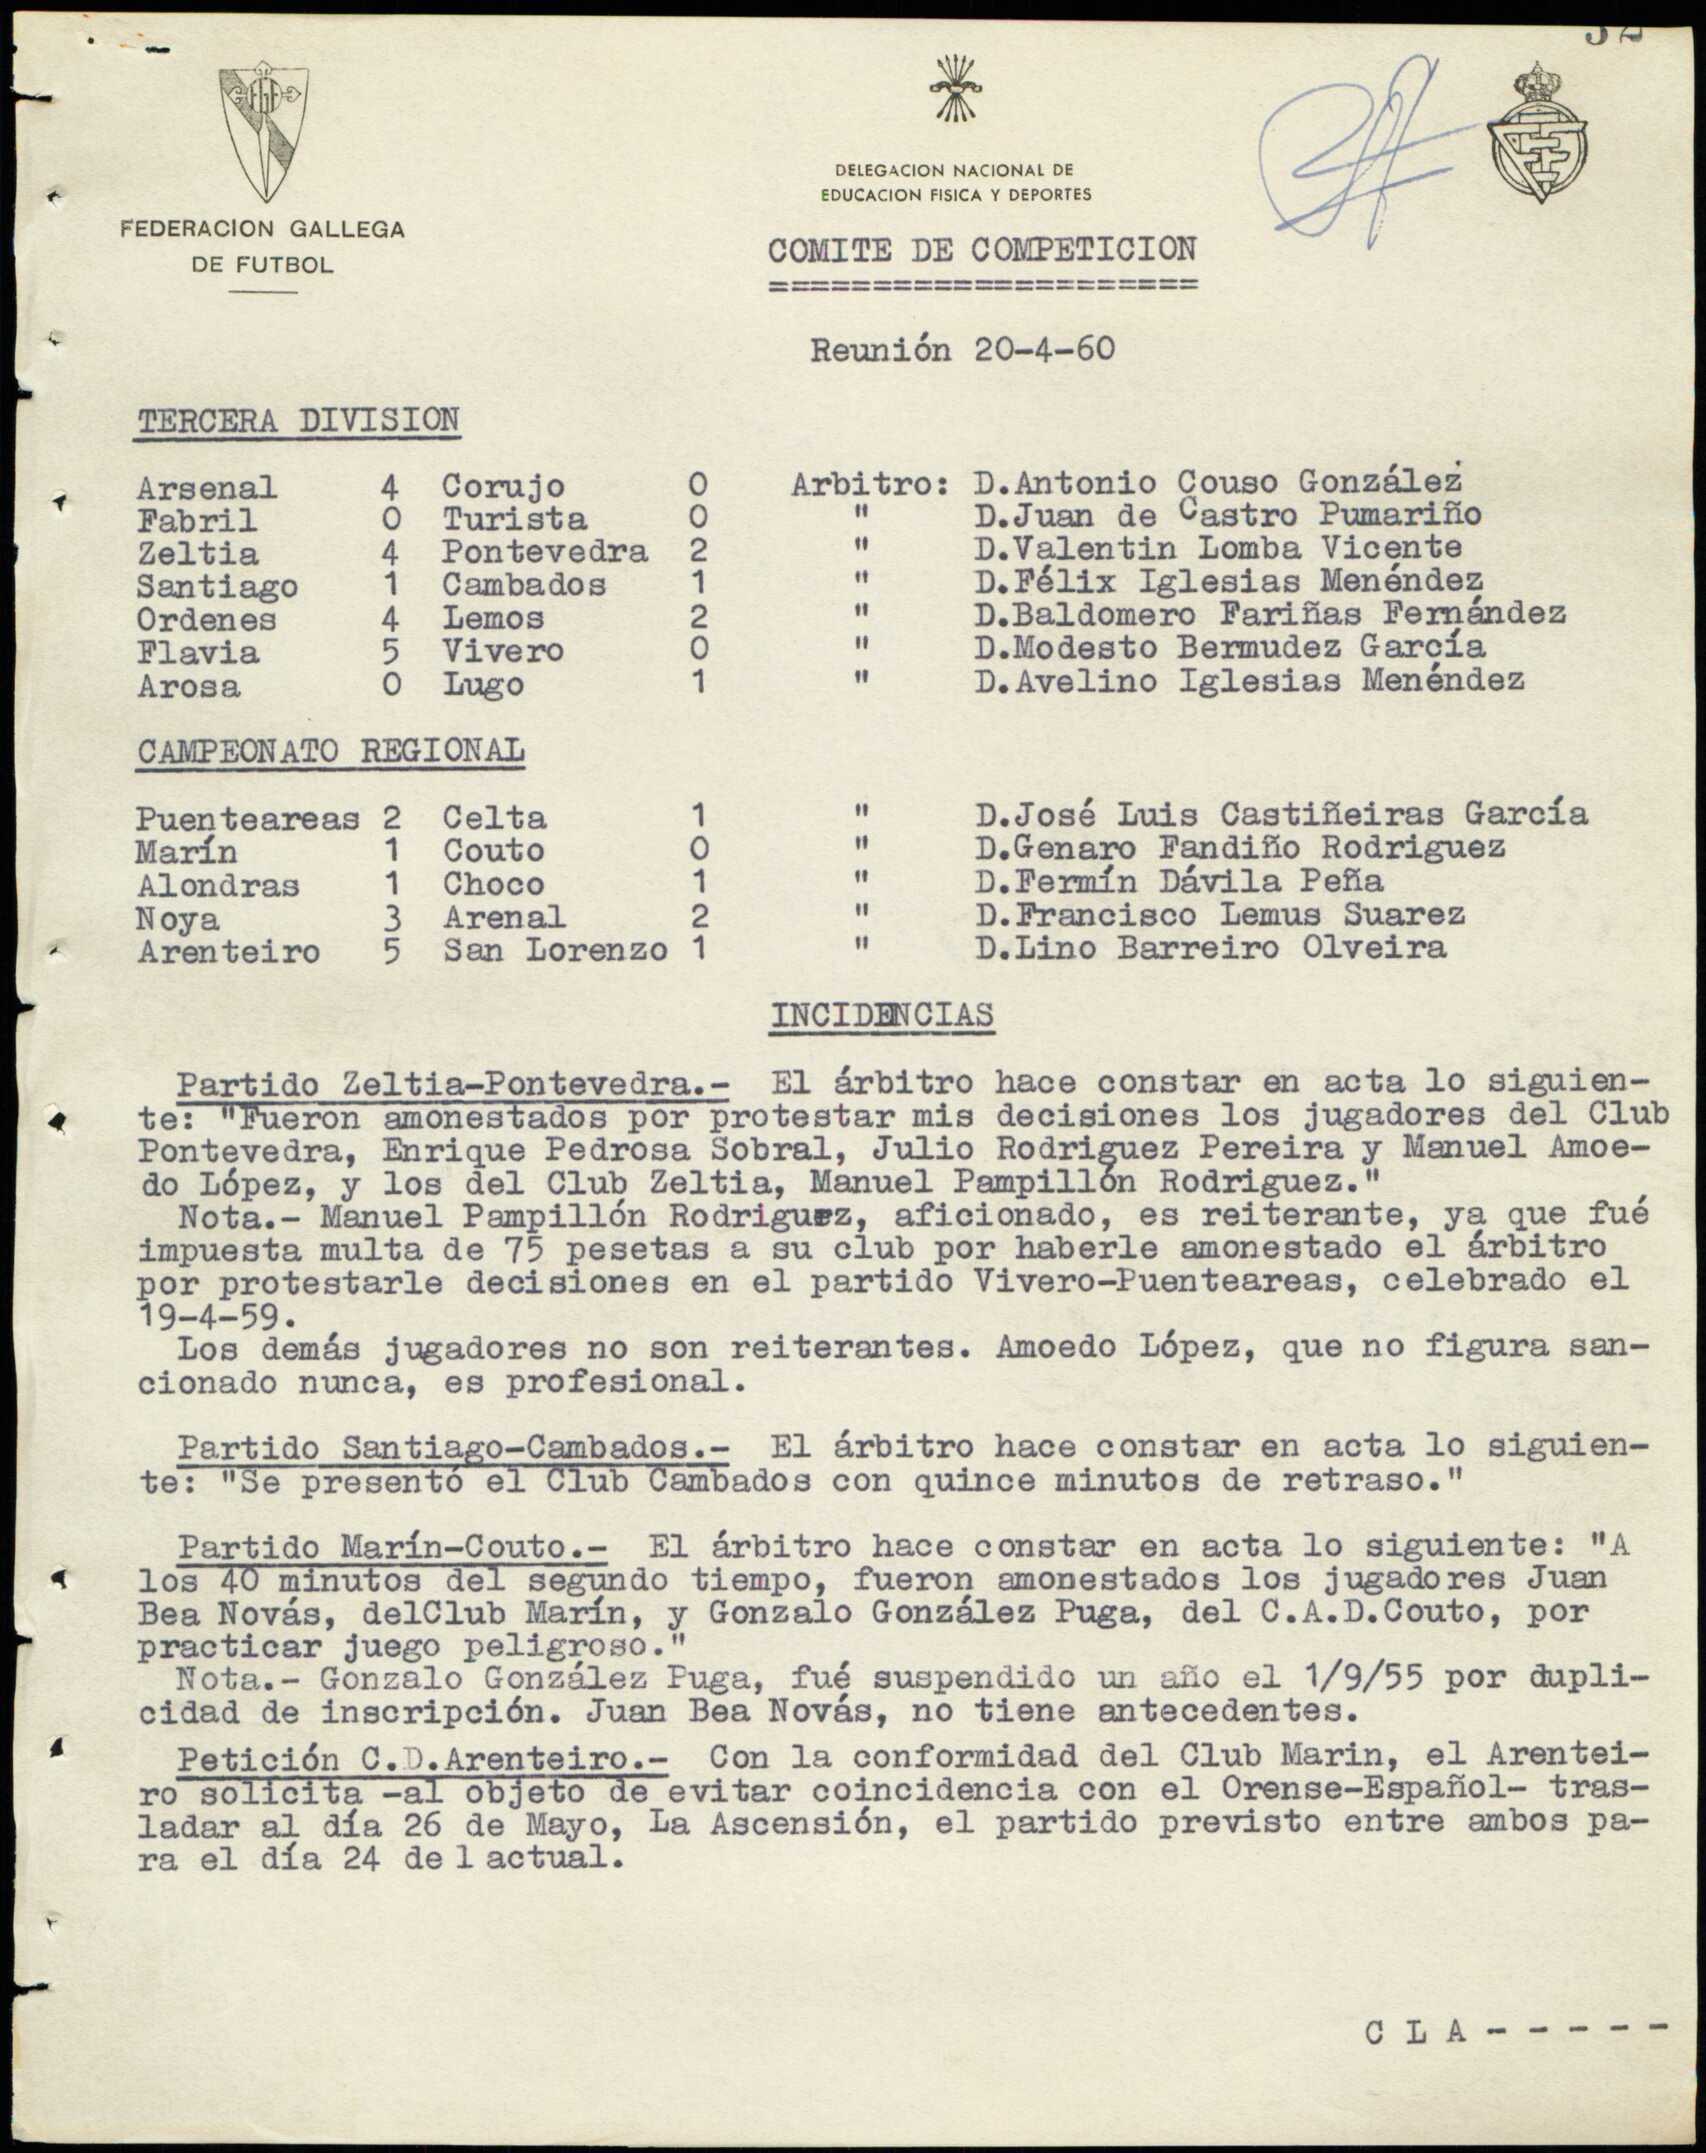 FEDERACION GALLEGA
DE FUTBOL
DELEGACION NACIONAL DE
EDUCACION FISICA Y DEPORTES
COMITE DE COMPETICION
=====================
Reunión 20-4-60
TERCERA DIVISION
Arsenal 4 Corujo 0 Arbitro: D.Antonio Couso González
Fabril 0 Turista 0 " D.Juan de Castro Pumariño
Zeltia 4 Pontevedra 2 " D.Valentin Lomba Vicente
Santiago 1 Cambados 1 " D.Félix Iglesias Menéndez
Ordenes 4 Lemos 2 " D.Baldomero Fariñas Fernández
Flavia 5 Vivero 0 " D.Modesto Bermudez García
Arosa 0 Lugo 1 " D.Avelino Iglesias Menéndez
CAMPEONATO REGIONAL
Puenteareas 2 Celta 1 " D.José Luis Castiñeiras García
Marín 1 Couto 0 " D.Genaro Fandiño Rodriguez
Alondras 1 Choco 1 " D.Fermín Dávila Peña
Noya 3 Arenal 2 " D.Francisco Lemus Suarez
Arenteiro 5 San Lorenzo 1 " D.Lino Barreiro Olveira
INCIDENCIAS
Partido Zeltia-Pontevedra.- El árbitro hace constar en acta lo siguien-
te: "Fueron amonestados por protestar mis decisiones los jugadores del Club
Pontevedra, Enrique Pedrosa Sobral, Julio Rodriguez Pereira y Manuel Amoe-
do López, y los del Club Zeltia, Manuel Pampillón Rodriguez."
Nota.- Manuel Pampillón Rodriguez, aficionado, es reiterante, ya que fué
impuesta multa de 75 pesetas a su club por haberle amonestado el árbitro
por protestarle decisiones en el partido Vivero-Puenteareas, celebrado el
19-4-59.
Los demás jugadores no son reiterantes. Amoedo López, que no figura san-
cionado nunca, es profesional.
Partido Santiago-Cambados.- El árbitro hace constar en acta lo siguien-
te: "Se presentó el Club Cambados con quince minutos de retraso."
Partido Marín-Couto.- El árbitro hace constar en acta lo siguiente: "A
los 40 minutos del segundo tiempo, fueron amonestados los jugadores Juan
Bea Novás, delClub Marín, y Gonzalo González Puga, del C.A.D.Couto, por
practicar juego peligroso."
Nota.- Gonzalo González Puga, fué suspendido un año el 1/9/55 por dupli-
cidad de inscripción. Juan Bea Novás, no tiene antecedentes.
Petición C.D.Arenteiro.- Con la conformidad del Club Marin, el Arentei-
ro solicita -al objeto de evitar coincidencia con el Orense-Español- tras-
ladar al día 26 de Mayo, La Ascensión, el partido previsto entre ambos pa-
ra el día 24 del actual.
C L A - - - - -